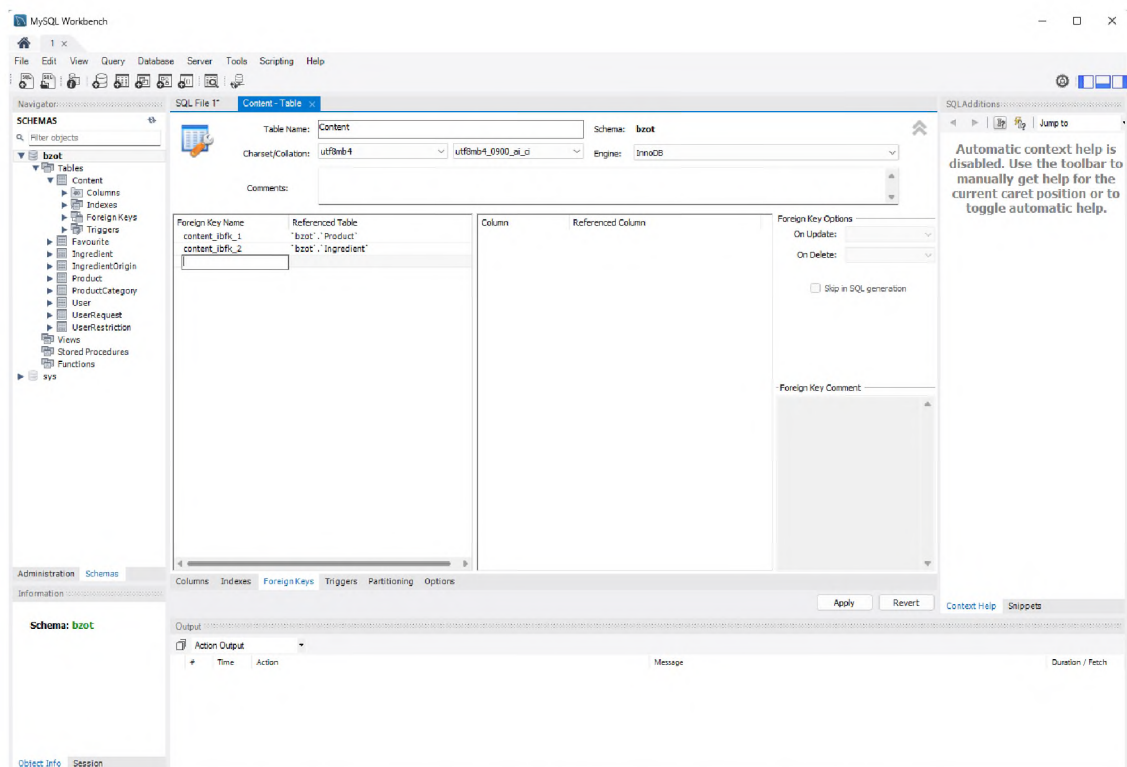 MySQL Workbench
1 x
File Edit View Query Database Server Tools Scripting Help
Navigator
SCHEMAS
Filter objects
bzot
Tables
Content
Columns
Indexes
Foreign Keys
Triggers
Favourite
Ingredient
IngredientOrigin
Product
ProductCategory
User
UserRequest
UserRestriction
Views
Stored Procedures
Functions
sys
Administration Schemas
Information
Schema: bzot
Object Info Session
SQL File 1* Content - Table x
Table Name: Content Schema: bzot
Charset/Collation: utf8mb4 utf8mb4_0900_ai_ci Engine: InnoDB
Comments:
Foreign Key Name Referenced Table
content_ibfk_1 `bzot`.`Product`
content_ibfk_2 `bzot`.`Ingredient`
Column Referenced Column
Foreign Key Options
On Update:
On Delete:
Skip in SQL generation
Foreign Key Comment
Columns Indexes Foreign Keys Triggers Partitioning Options
Apply Revert
Output
Action Output
# Time Action Message Duration / Fetch
SQLAdditions
Jump to
Automatic context help is
disabled. Use the toolbar to
manually get help for the
current caret position or to
toggle automatic help.
Context Help Snippets